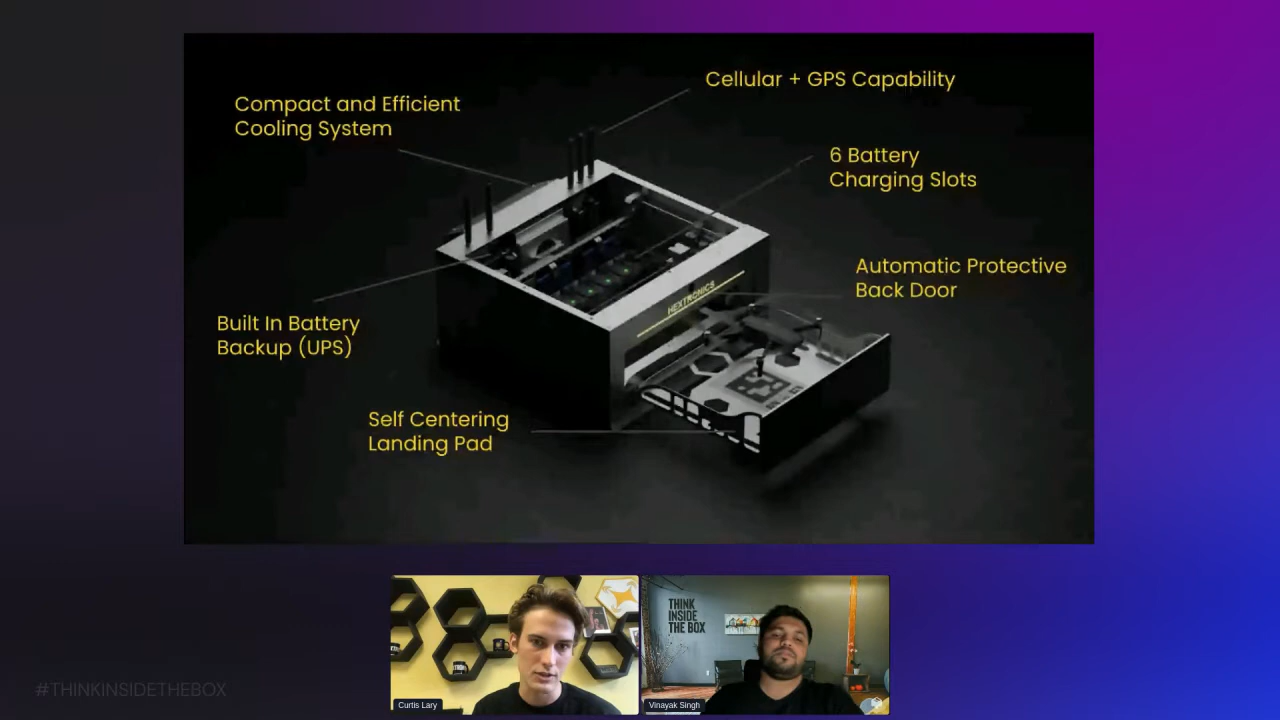 Cellular + GPS Capability
Compact and Efficient
Cooling System
6 Battery
Charging Slots
Automatic Protective
Back Door
HEXTRONICS
Built In Battery
Backup (UPS)
Self Centering
Landing Pad
THINK
INSIDE
THE BOX
Curtis Lary
Vinayak Singh
#THINKINSIDETHEBOX